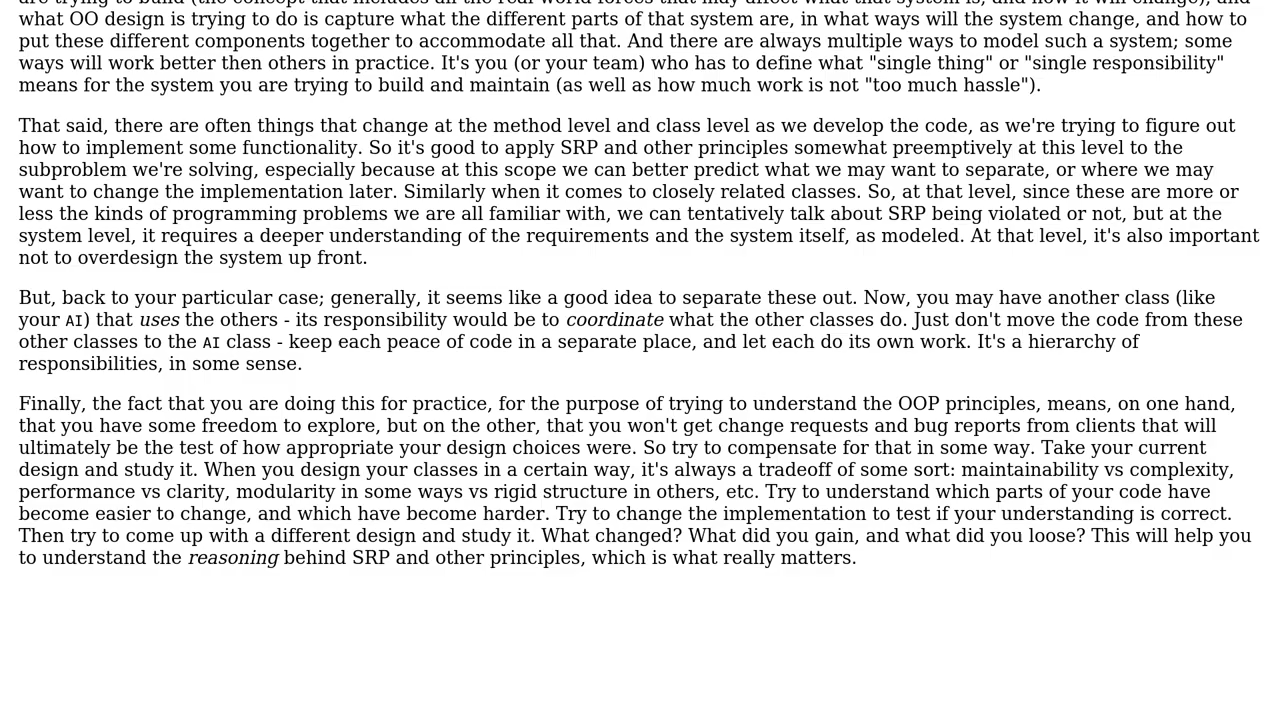 what OO design is trying to do is capture what the different parts of that system are, in what ways will the system change, and how to
put these different components together to accommodate all that. And there are always multiple ways to model such a system; some
ways will work better then others in practice. It's you (or your team) who has to define what "single thing" or "single responsibility"
means for the system you are trying to build and maintain (as well as how much work is not "too much hassle").
That said, there are often things that change at the method level and class level as we develop the code, as we're trying to figure out
how to implement some functionality. So it's good to apply SRP and other principles somewhat preemptively at this level to the
subproblem we're solving, especially because at this scope we can better predict what we may want to separate, or where we may
want to change the implementation later. Similarly when it comes to closely related classes. So, at that level, since these are more or
less the kinds of programming problems we are all familiar with, we can tentatively talk about SRP being violated or not, but at the
system level, it requires a deeper understanding of the requirements and the system itself, as modeled. At that level, it's also important
not to overdesign the system up front.
But, back to your particular case; generally, it seems like a good idea to separate these out. Now, you may have another class (like
your AI) that uses the others - its responsibility would be to coordinate what the other classes do. Just don't move the code from these
other classes to the AI class - keep each peace of code in a separate place, and let each do its own work. It's a hierarchy of
responsibilities, in some sense.
Finally, the fact that you are doing this for practice, for the purpose of trying to understand the OOP principles, means, on one hand,
that you have some freedom to explore, but on the other, that you won't get change requests and bug reports from clients that will
ultimately be the test of how appropriate your design choices were. So try to compensate for that in some way. Take your current
design and study it. When you design your classes in a certain way, it's always a tradeoff of some sort: maintainability vs complexity,
performance vs clarity, modularity in some ways vs rigid structure in others, etc. Try to understand which parts of your code have
become easier to change, and which have become harder. Try to change the implementation to test if your understanding is correct.
Then try to come up with a different design and study it. What changed? What did you gain, and what did you loose? This will help you
to understand the reasoning behind SRP and other principles, which is what really matters.